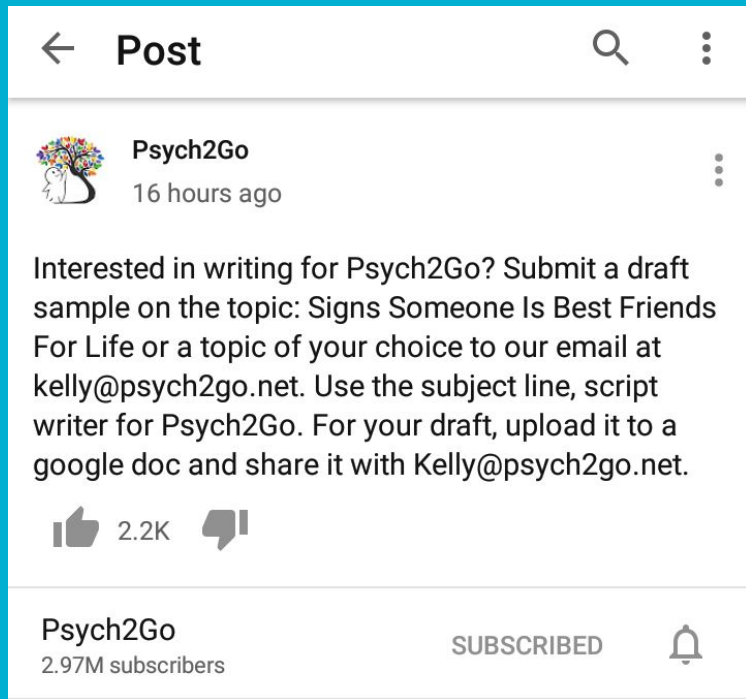 Post
Psych2Go
16 hours ago
Interested in writing for Psych2Go? Submit a draft
sample on the topic: Signs Someone Is Best Friends
For Life or a topic of your choice to our email at
kelly@psych2go.net. Use the subject line, script
writer for Psych2Go. For your draft, upload it to a
google doc and share it with Kelly@psych2go.net.
2.2K
Psych2Go
2.97M subscribers
SUBSCRIBED